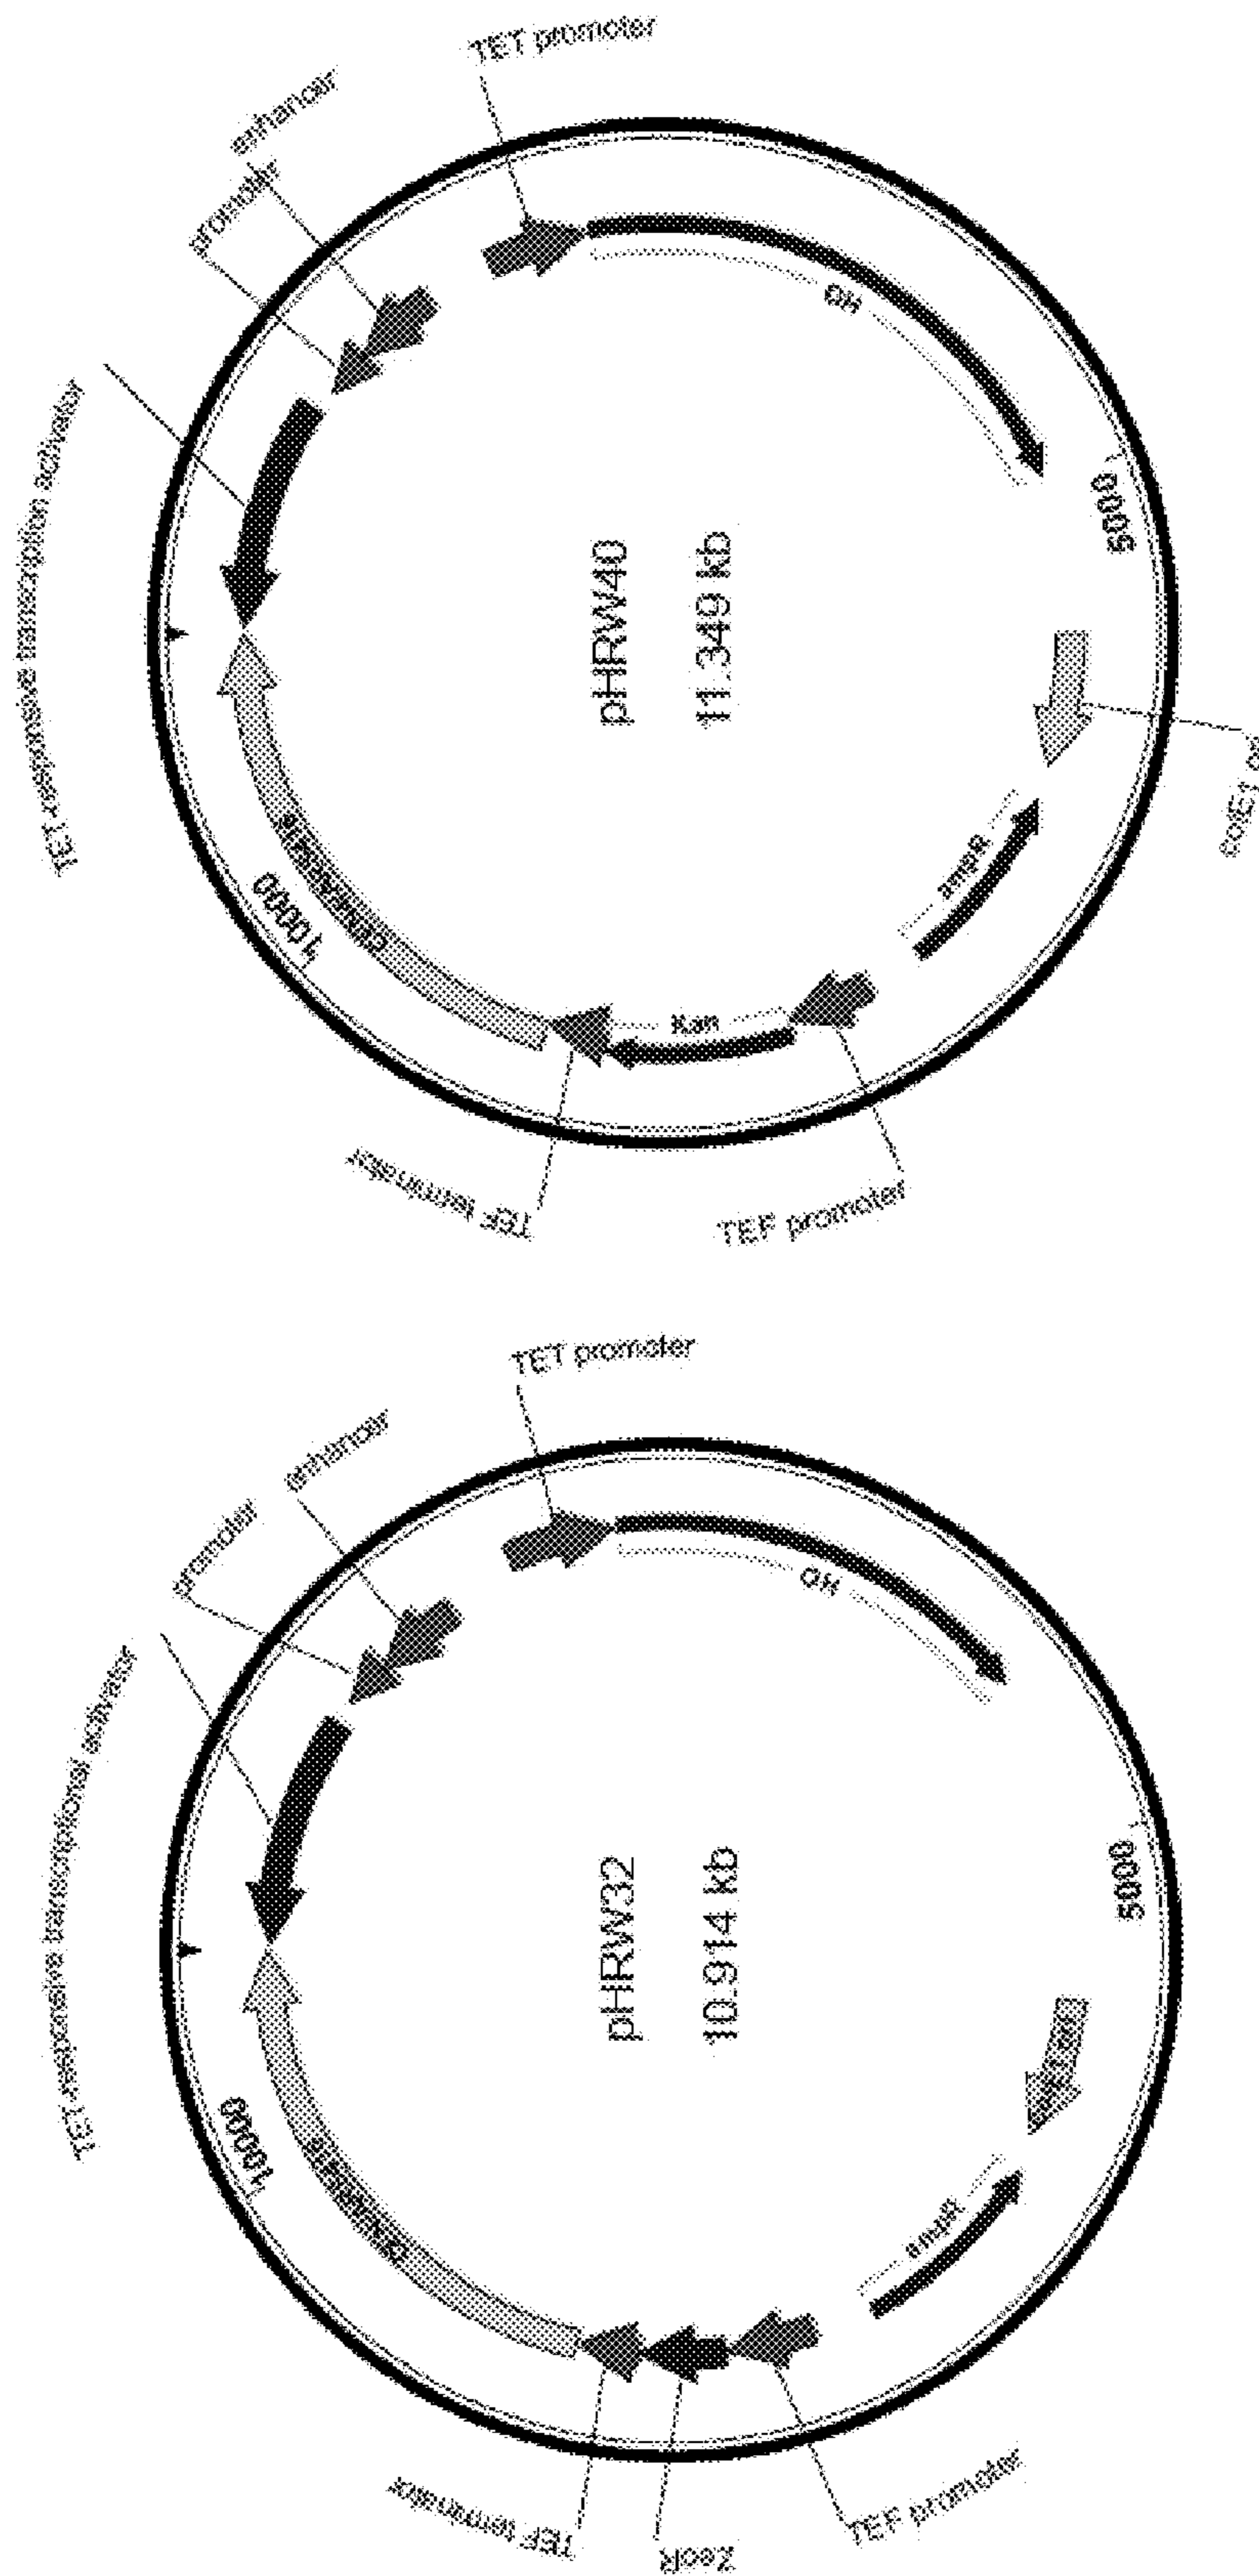 pHRW32
10.914 kb
TET-responsive transcriptional activator
promoter
enhancer
TET promoter
HO
5000
AmpR
TEF promoter
ZeoR
TEF terminator
10000
pHRW40
11.349 kb
TET-responsive transcription activator
promoter
enhancer
TET promoter
HO
5000
colE1
AmpR
TEF promoter
Kan
TEF terminator
10000